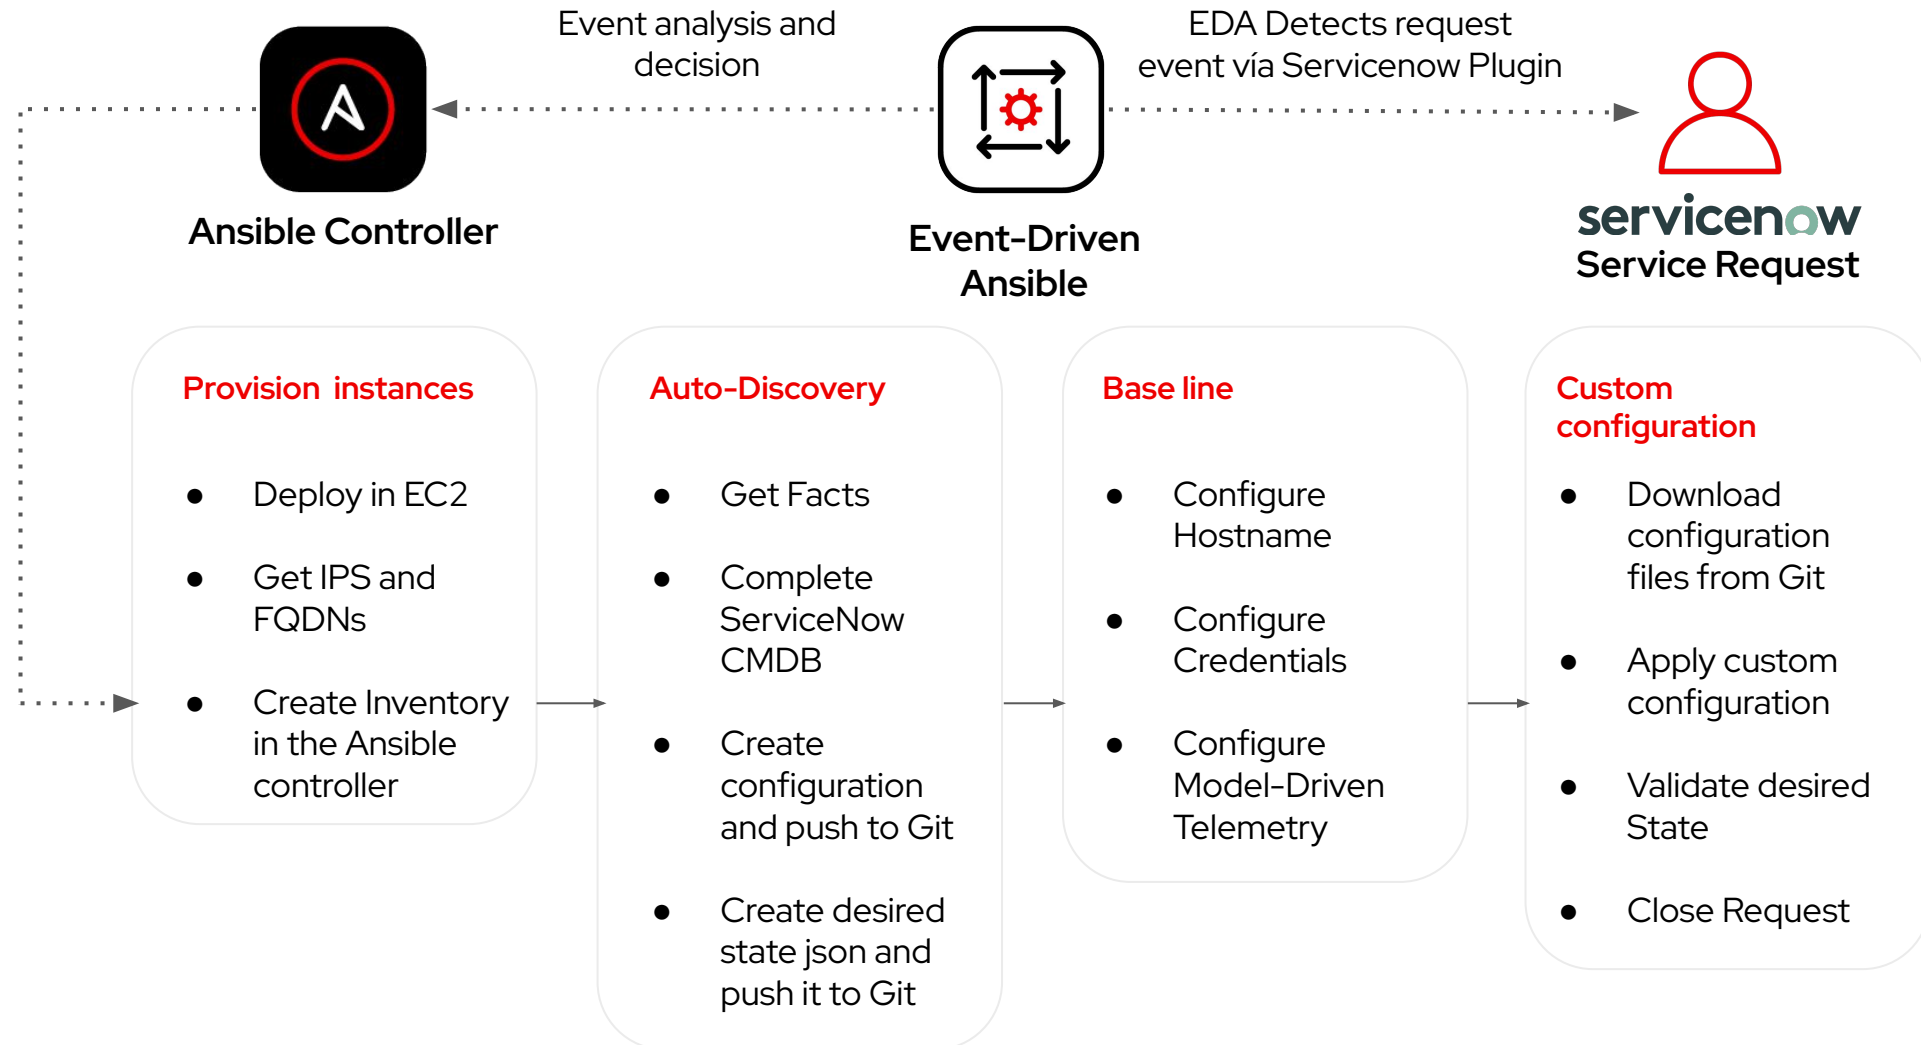 Event analysis and
decision
EDA Detects request
event vía Servicenow Plugin
Ansible Controller
Event-Driven
Ansible
servicenow
Service Request
Provision instances
● Deploy in EC2
● Get IPS and
FQDNs
● Create Inventory
in the Ansible
controller
Auto-Discovery
● Get Facts
● Complete
ServiceNow
CMDB
● Create
configuration
and push to Git
● Create desired
state json and
push it to Git
Base line
● Configure
Hostname
● Configure
Credentials
● Configure
Model-Driven
Telemetry
Custom
configuration
● Download
configuration
files from Git
● Apply custom
configuration
● Validate desired
State
● Close Request